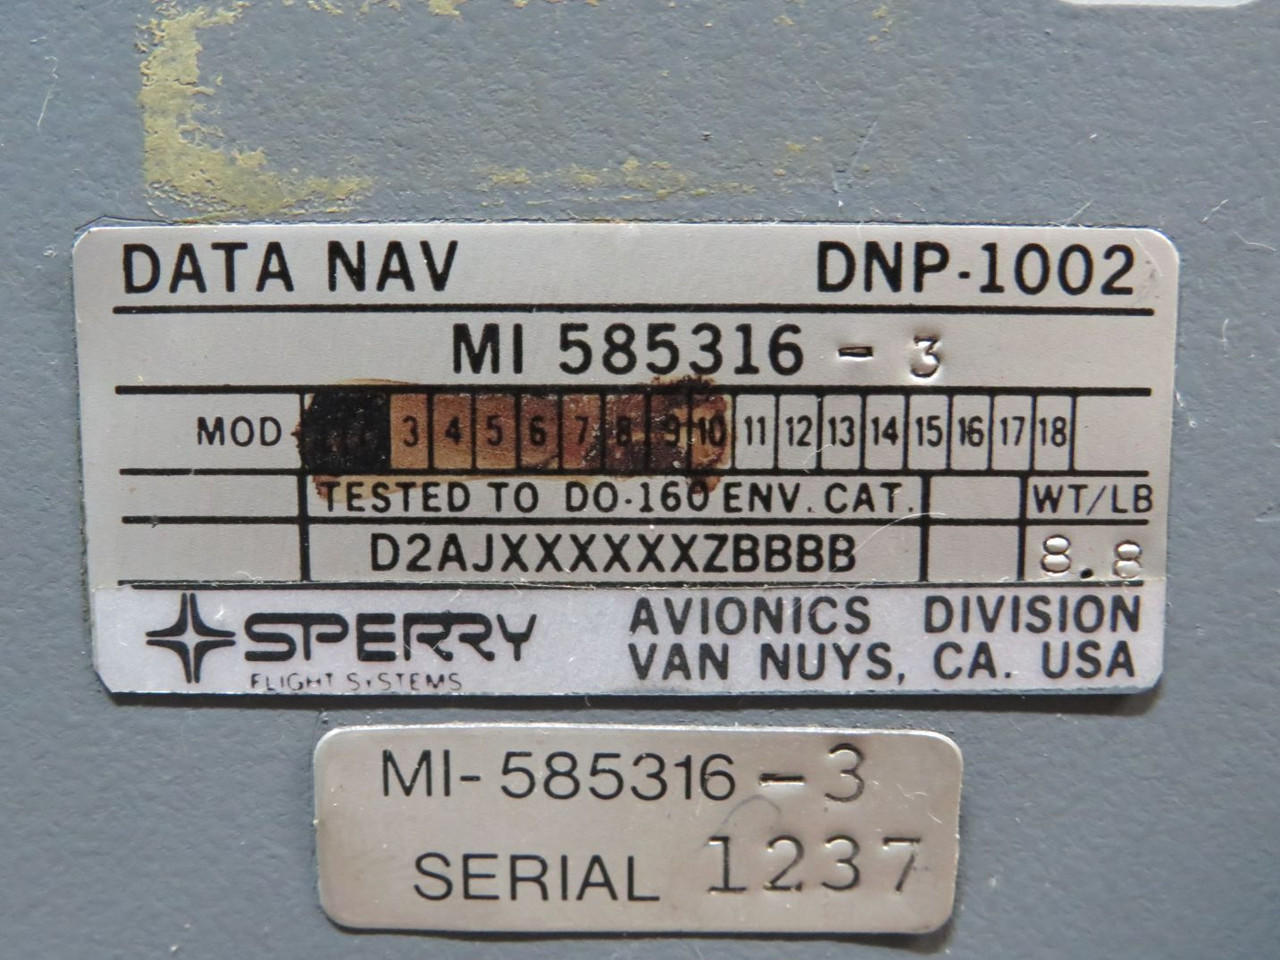 DATA NAV DNP-1002
MI 585316 - 3
MOD 3 4 5 6 7 8 9 10 11 12 13 14 15 16 17 18
TESTED TO DO-160 ENV. CAT. WT/LB
D2AJXXXXXXXZBBBB 8.8
SPERRY AVIONICS DIVISION
FLIGHT SYSTEMS VAN NUYS, CA. USA
MI-585316-3
SERIAL 1237